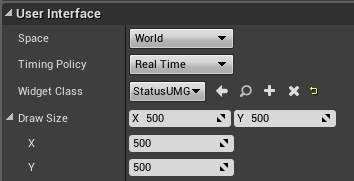 User Interface
Space World
Timing Policy Real Time
Widget Class StatusUMG
Draw Size X 500 Y 500
X 500
Y 500